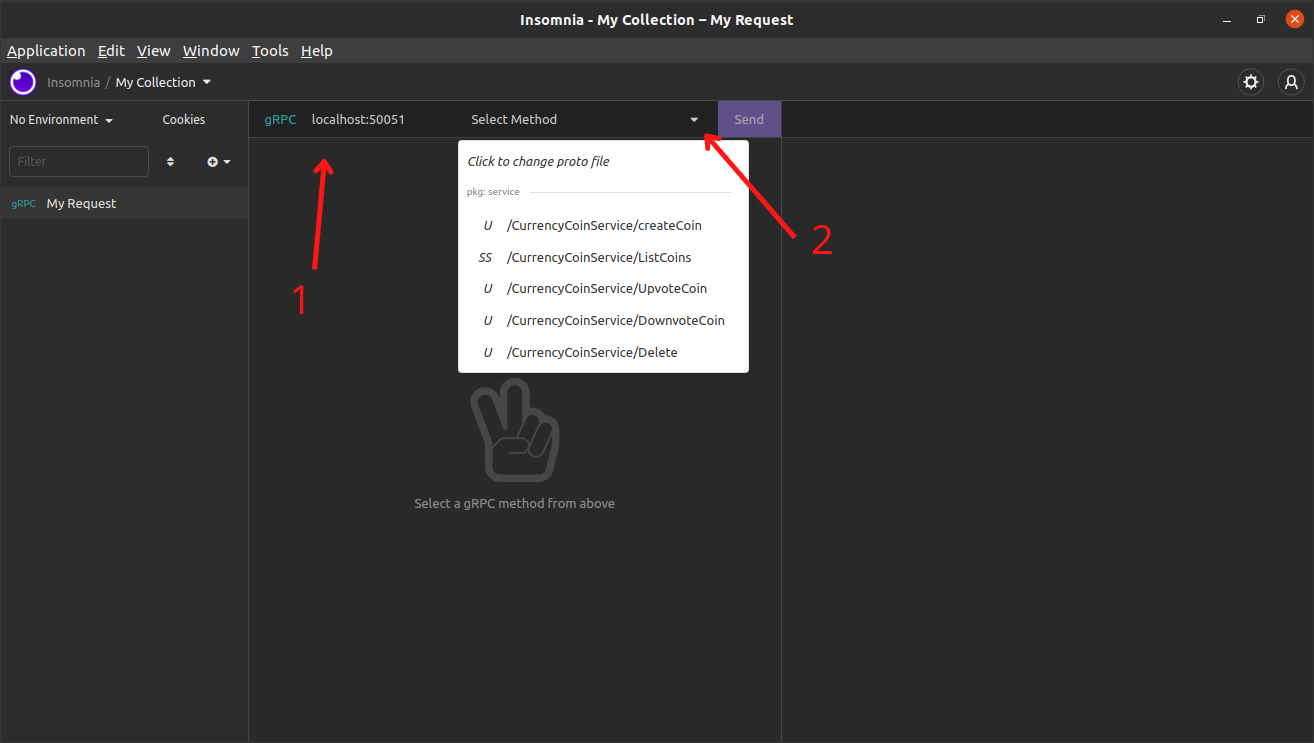 Insomnia - My Collection – My Request
Application Edit View Window Tools Help
Insomnia / My Collection
No Environment Cookies
gRPC localhost:50051 Select Method Send
Filter
gRPC My Request
Click to change proto file
pkg: service
U /CurrencyCoinService/createCoin
SS /CurrencyCoinService/ListCoins
U /CurrencyCoinService/UpvoteCoin
U /CurrencyCoinService/DownvoteCoin
U /CurrencyCoinService/Delete
1
2
Select a gRPC method from above